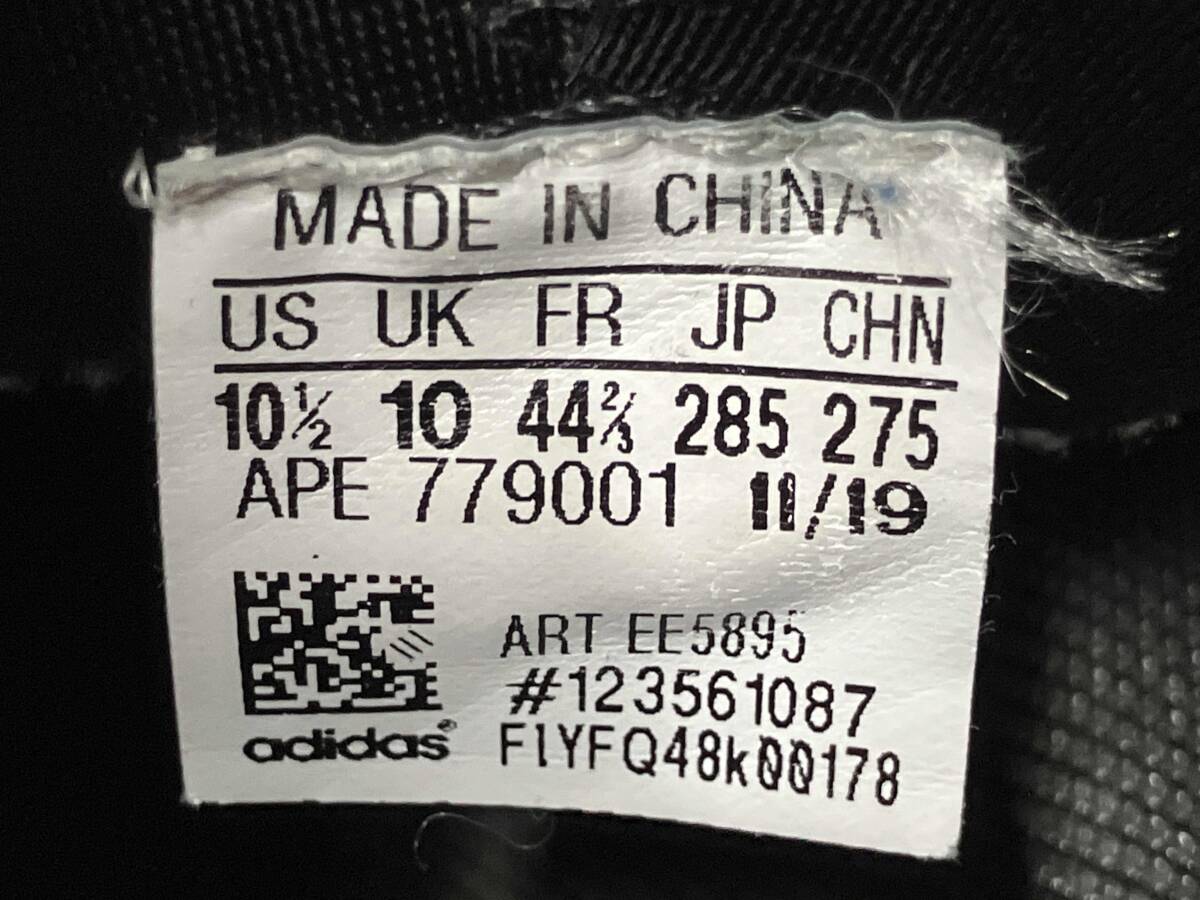 MADE IN CHINA
US UK FR JP CHN
10½ 10 44⅔ 285 275
APE 779001 11/19
ART EE5895
#123561087
F1YFQ48k00178
adidas®